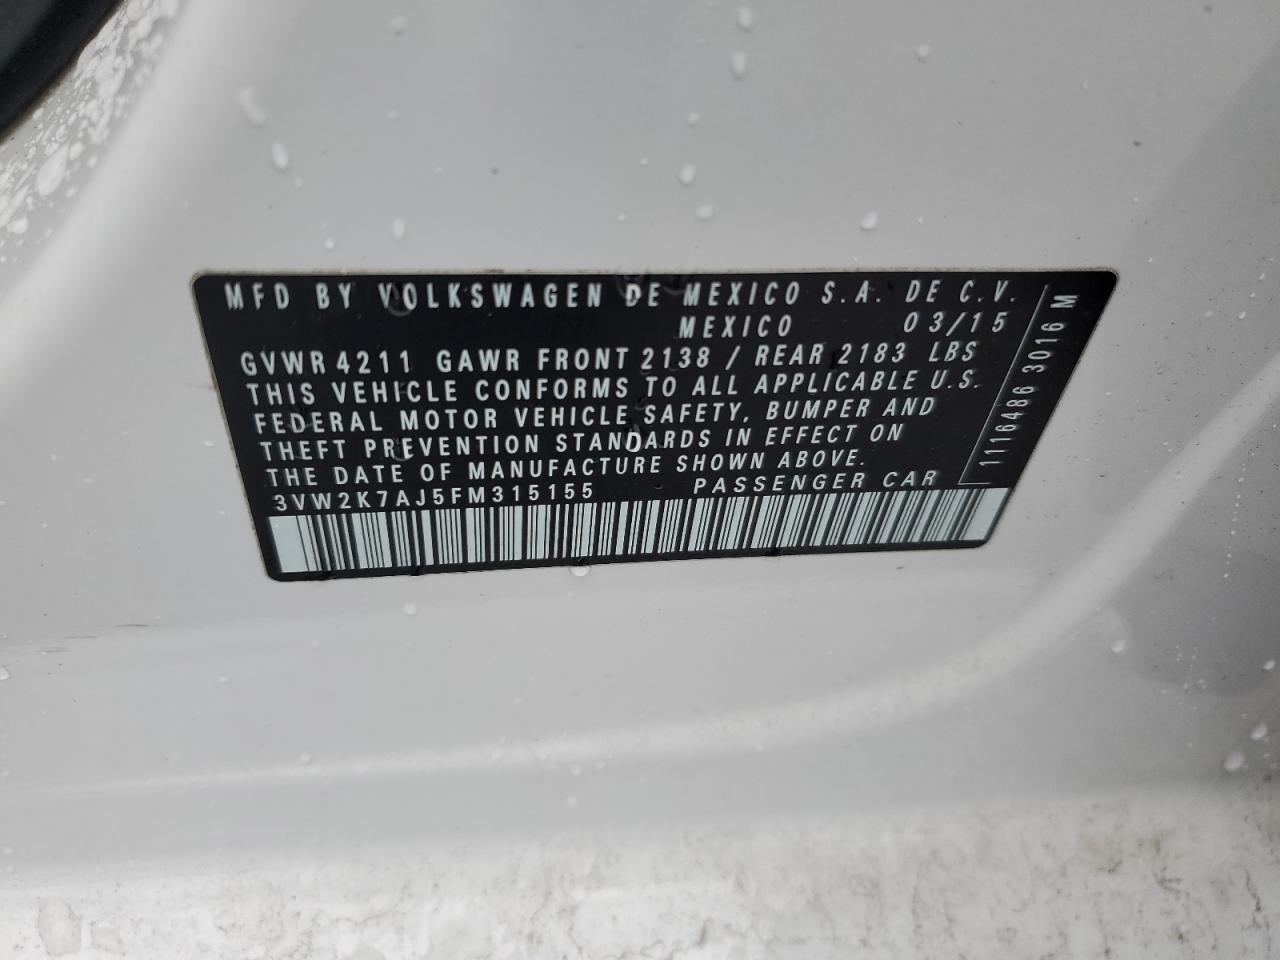 MFD BY VOLKSWAGEN DE MEXICO S.A. DE C.V.
MEXICO 03/15
GVWR 4211 GAWR FRONT 2138 / REAR 2183 LBS
THIS VEHICLE CONFORMS TO ALL APPLICABLE U.S.
FEDERAL MOTOR VEHICLE SAFETY, BUMPER AND
THEFT PREVENTION STANDARDS IN EFFECT ON
THE DATE OF MANUFACTURE SHOWN ABOVE.
3VW2K7AJ5FM315155 PASSENGER CAR
1116486 3016 M